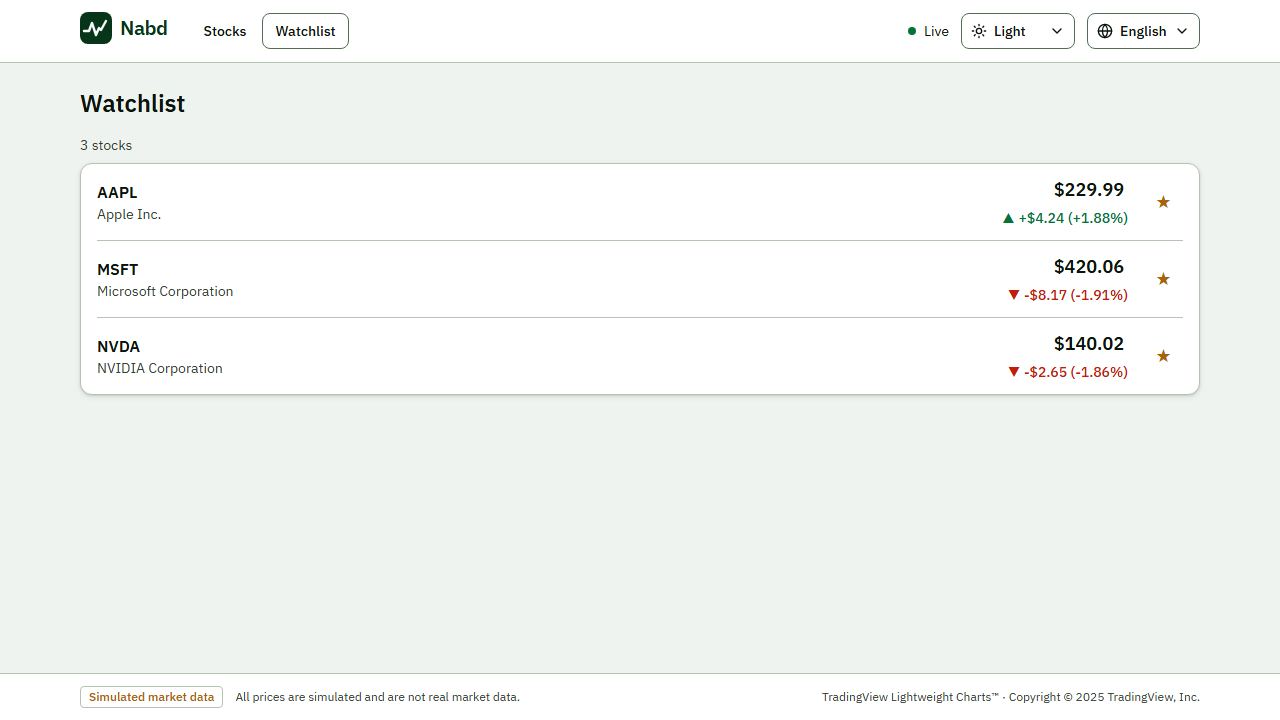 Nabd
Stocks
Watchlist
Live
Light
English
Watchlist
3 stocks
AAPL
Apple Inc.
$229.99
▲ +$4.24 (+1.88%)
★
MSFT
Microsoft Corporation
$420.06
▼ -$8.17 (-1.91%)
★
NVDA
NVIDIA Corporation
$140.02
▼ -$2.65 (-1.86%)
★
Simulated market data
All prices are simulated and are not real market data.
TradingView Lightweight Charts™ · Copyright © 2025 TradingView, Inc.